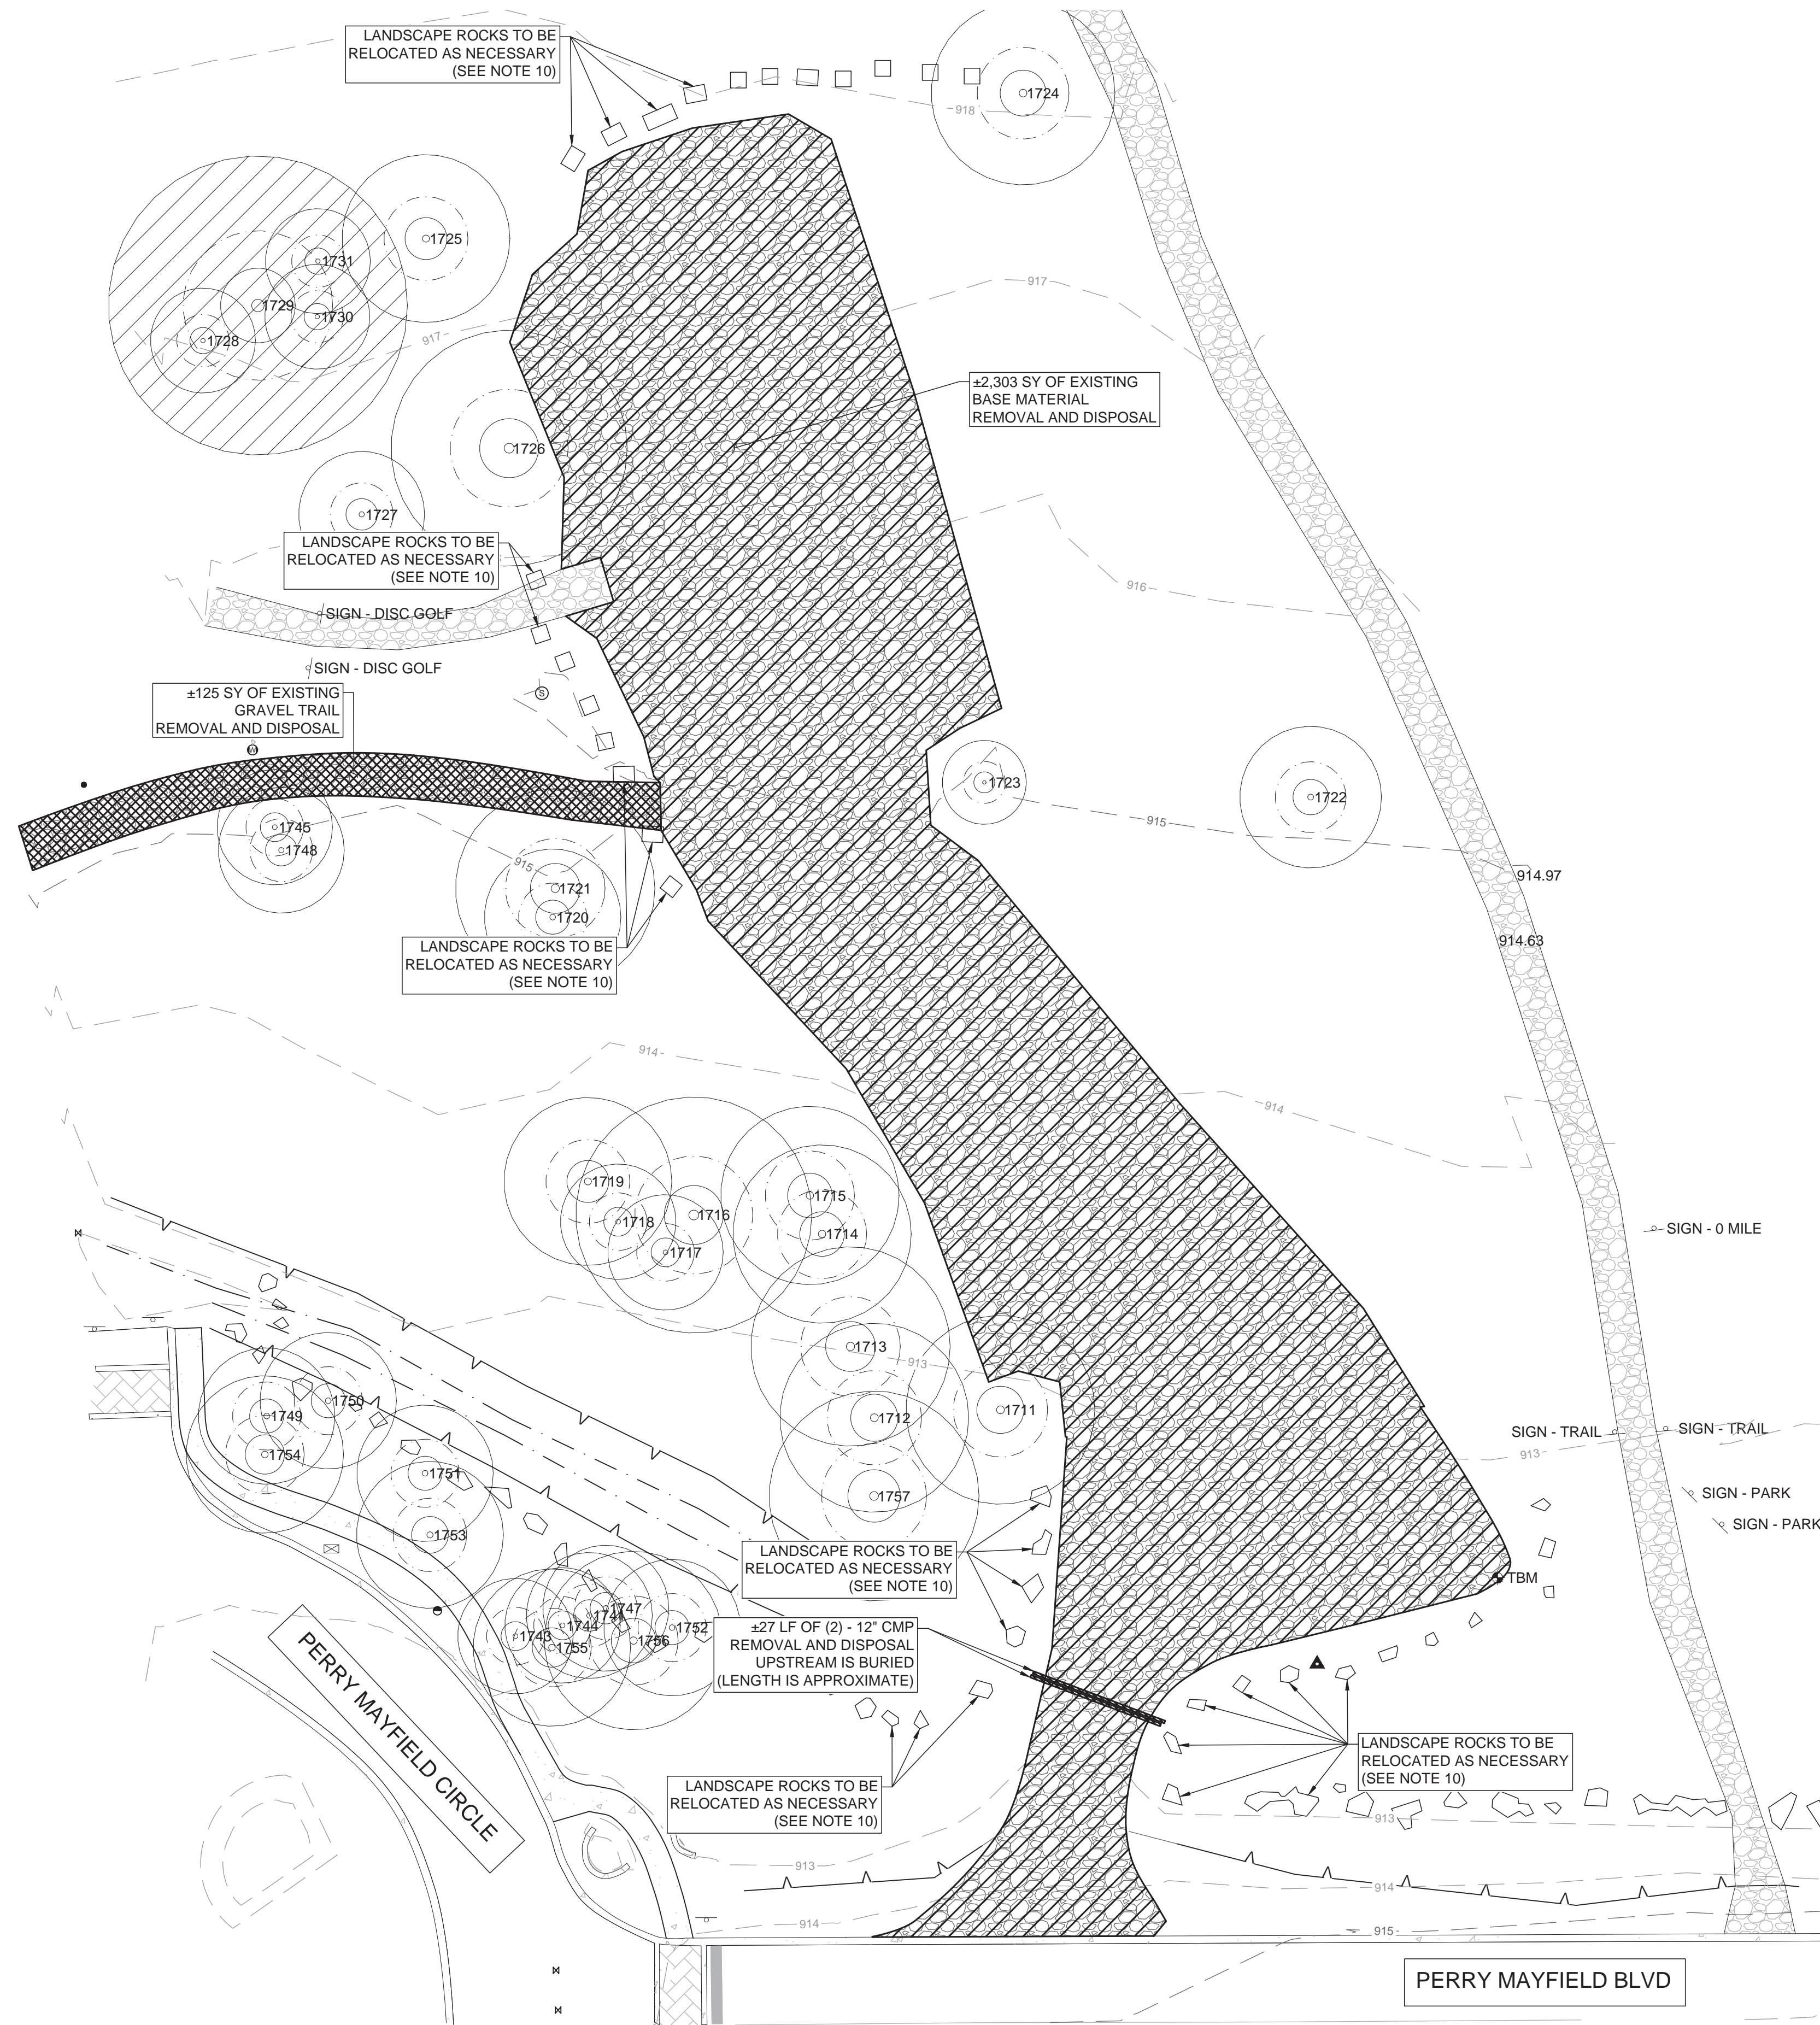 LANDSCAPE ROCKS TO BE
RELOCATED AS NECESSARY
(SEE NOTE 10)
1724
918
1725
1731
1729
1730
1728
917
917
±2,303 SY OF EXISTING
BASE MATERIAL
REMOVAL AND DISPOSAL
1726
1727
LANDSCAPE ROCKS TO BE
RELOCATED AS NECESSARY
(SEE NOTE 10)
916
SIGN - DISC GOLF
SIGN - DISC GOLF
S
±125 SY OF EXISTING
GRAVEL TRAIL
REMOVAL AND DISPOSAL
W
1723
1722
915
1745
1748
915
1721
1720
914.97
914.63
LANDSCAPE ROCKS TO BE
RELOCATED AS NECESSARY
(SEE NOTE 10)
914
914
1719
1718
1716
1717
1715
1714
SIGN - 0 MILE
1713
913
1750
1749
1754
1712
1711
SIGN - TRAIL
SIGN - TRAIL
913
1751
1757
1753
SIGN - PARK
SIGN - PARK
LANDSCAPE ROCKS TO BE
RELOCATED AS NECESSARY
(SEE NOTE 10)
TBM
1747
1741
1744
1743
1755
1756
1752
±27 LF OF (2) - 12" CMP
REMOVAL AND DISPOSAL
UPSTREAM IS BURIED
(LENGTH IS APPROXIMATE)
PERRY MAYFIELD CIRCLE
LANDSCAPE ROCKS TO BE
RELOCATED AS NECESSARY
(SEE NOTE 10)
LANDSCAPE ROCKS TO BE
RELOCATED AS NECESSARY
(SEE NOTE 10)
913
913
914
914
915
PERRY MAYFIELD BLVD